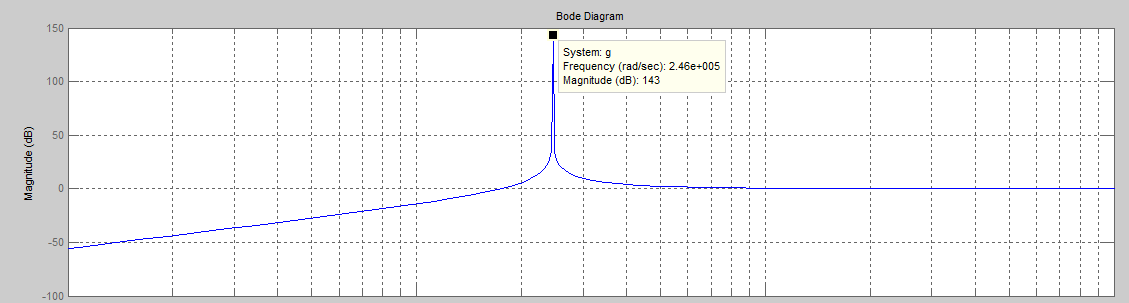 Bode Diagram
150
100
50
0
-50
-100
Magnitude (dB)
System: g
Frequency (rad/sec): 2.46e+005
Magnitude (dB): 143